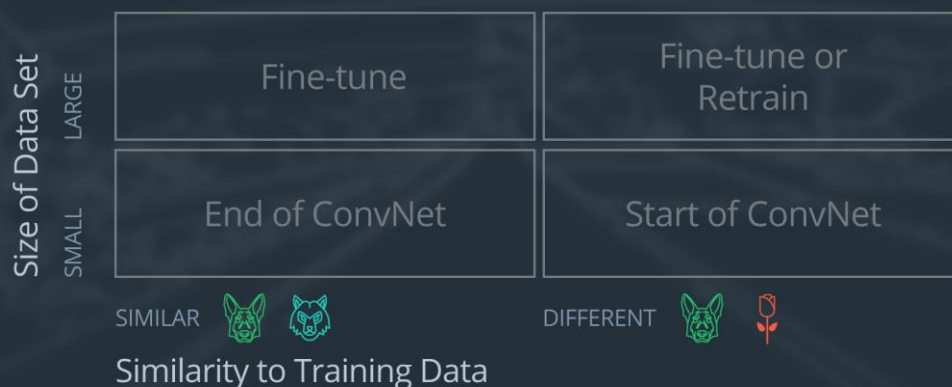 Size of Data Set
LARGE
SMALL
Fine-tune
Fine-tune or
Retrain
End of ConvNet
Start of ConvNet
SIMILAR
DIFFERENT
Similarity to Training Data